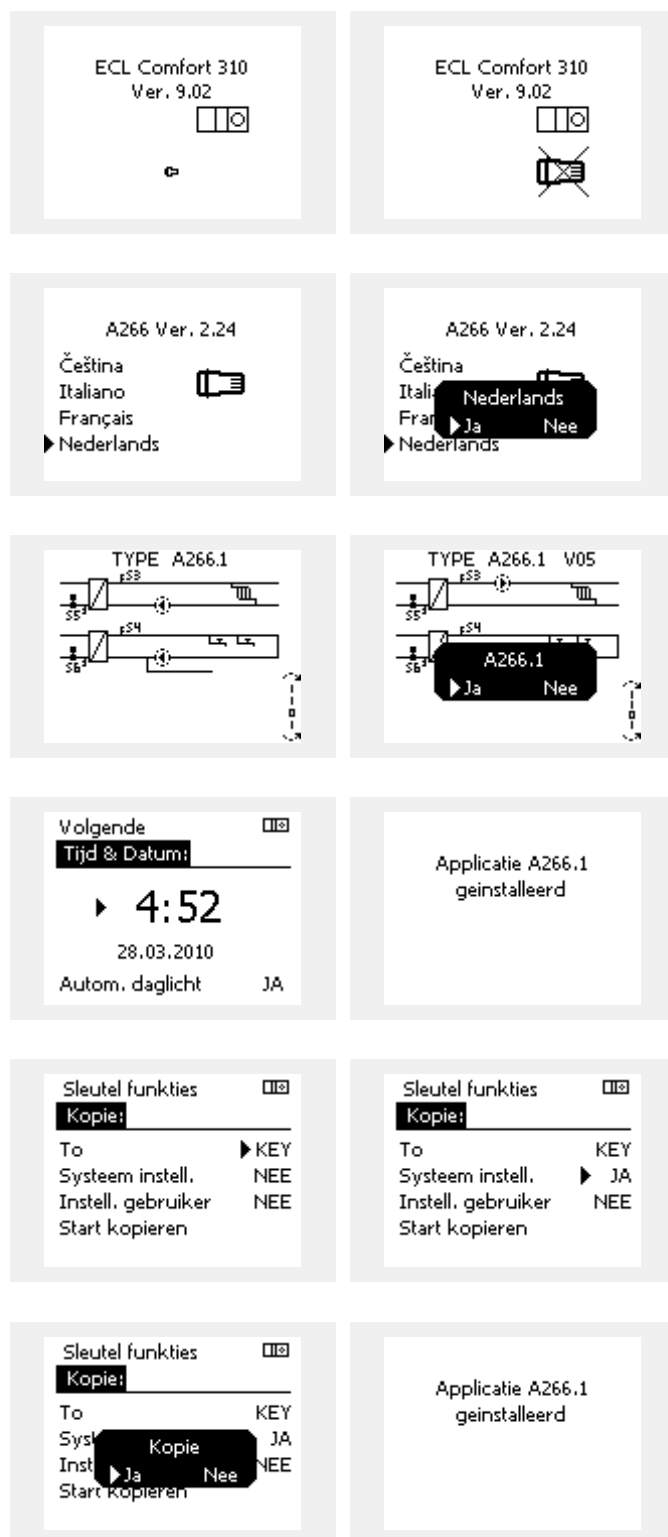 ECL Comfort 310
Ver. 9.02
ECL Comfort 310
Ver. 9.02
A266 Ver. 2.24
Čeština
Italiano
Français
Nederlands
A266 Ver. 2.24
Čeština
Itali
Fran
Nederlands
Nederlands
Ja Nee
TYPE A266.1
S3
S5
S4
S6
TYPE A266.1 V05
S3
S5
S4
S6
A266.1
Ja Nee
Volgende
Tijd & Datum:
4:52
28.03.2010
Autom. daglicht JA
Applicatie A266.1
geinstalleerd
Sleutel funkties
Kopie:
To KEY
Systeem instell. NEE
Instell. gebruiker NEE
Start kopieren
Sleutel funkties
Kopie:
To KEY
Systeem instell. JA
Instell. gebruiker NEE
Start kopieren
Sleutel funkties
Kopie:
To KEY
Syst JA
Inst NEE
Start kopieren
Kopie
Ja Nee
Applicatie A266.1
geinstalleerd